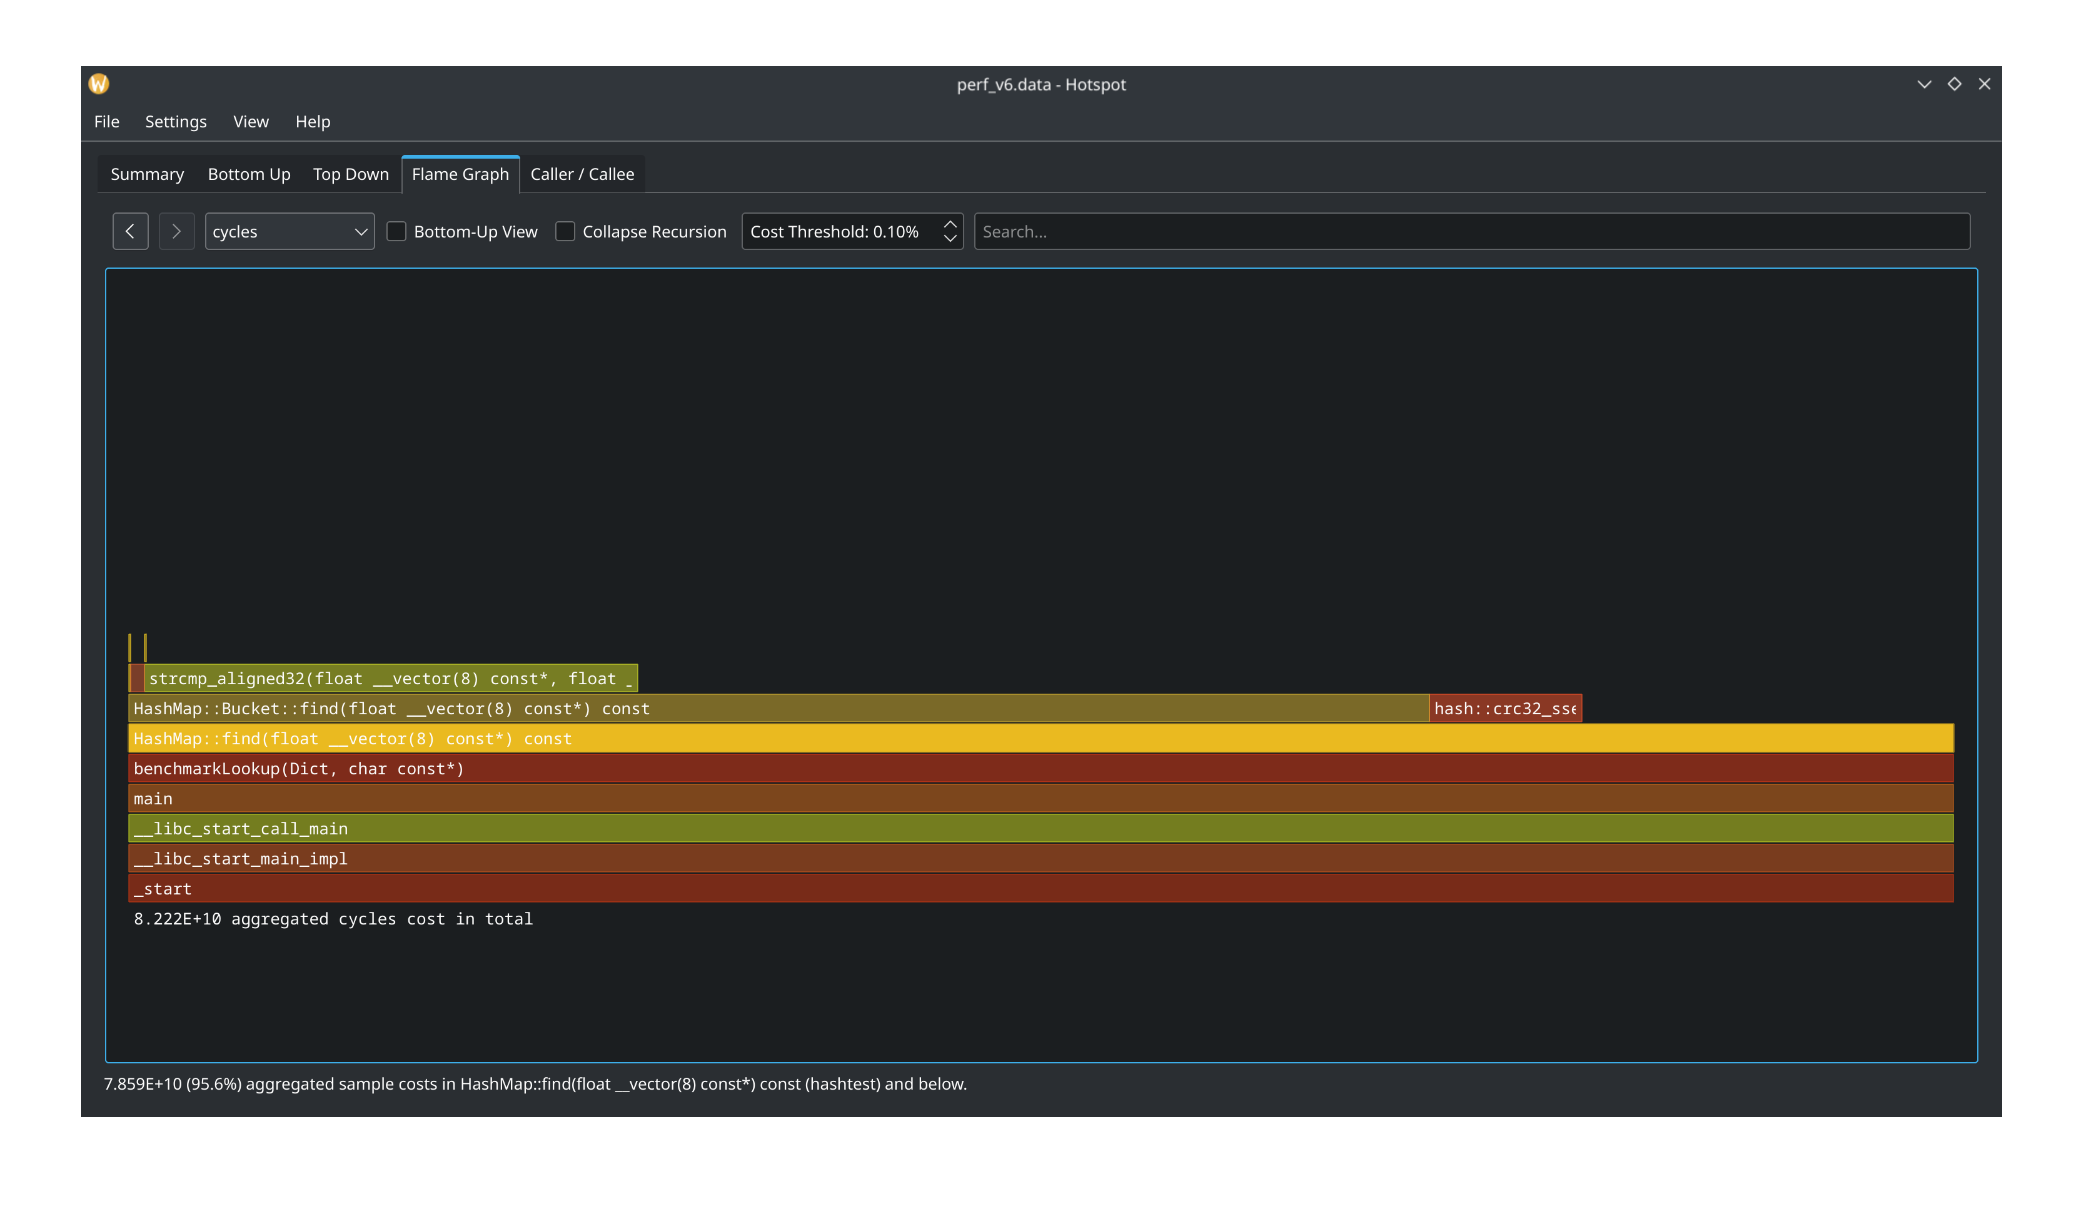 perf_v6.data - Hotspot
File Settings View Help
Summary Bottom Up Top Down Flame Graph Caller / Callee
cycles Bottom-Up View Collapse Recursion Cost Threshold: 0.10% Search...
strcmp_aligned32(float __vector(8) const*, float _
HashMap::Bucket::find(float __vector(8) const*) const hash::crc32_sse
HashMap::find(float __vector(8) const*) const
benchmarkLookup(Dict, char const*)
main
__libc_start_call_main
__libc_start_main_impl
_start
8.222E+10 aggregated cycles cost in total
7.859E+10 (95.6%) aggregated sample costs in HashMap::find(float __vector(8) const*) const (hashtest) and below.